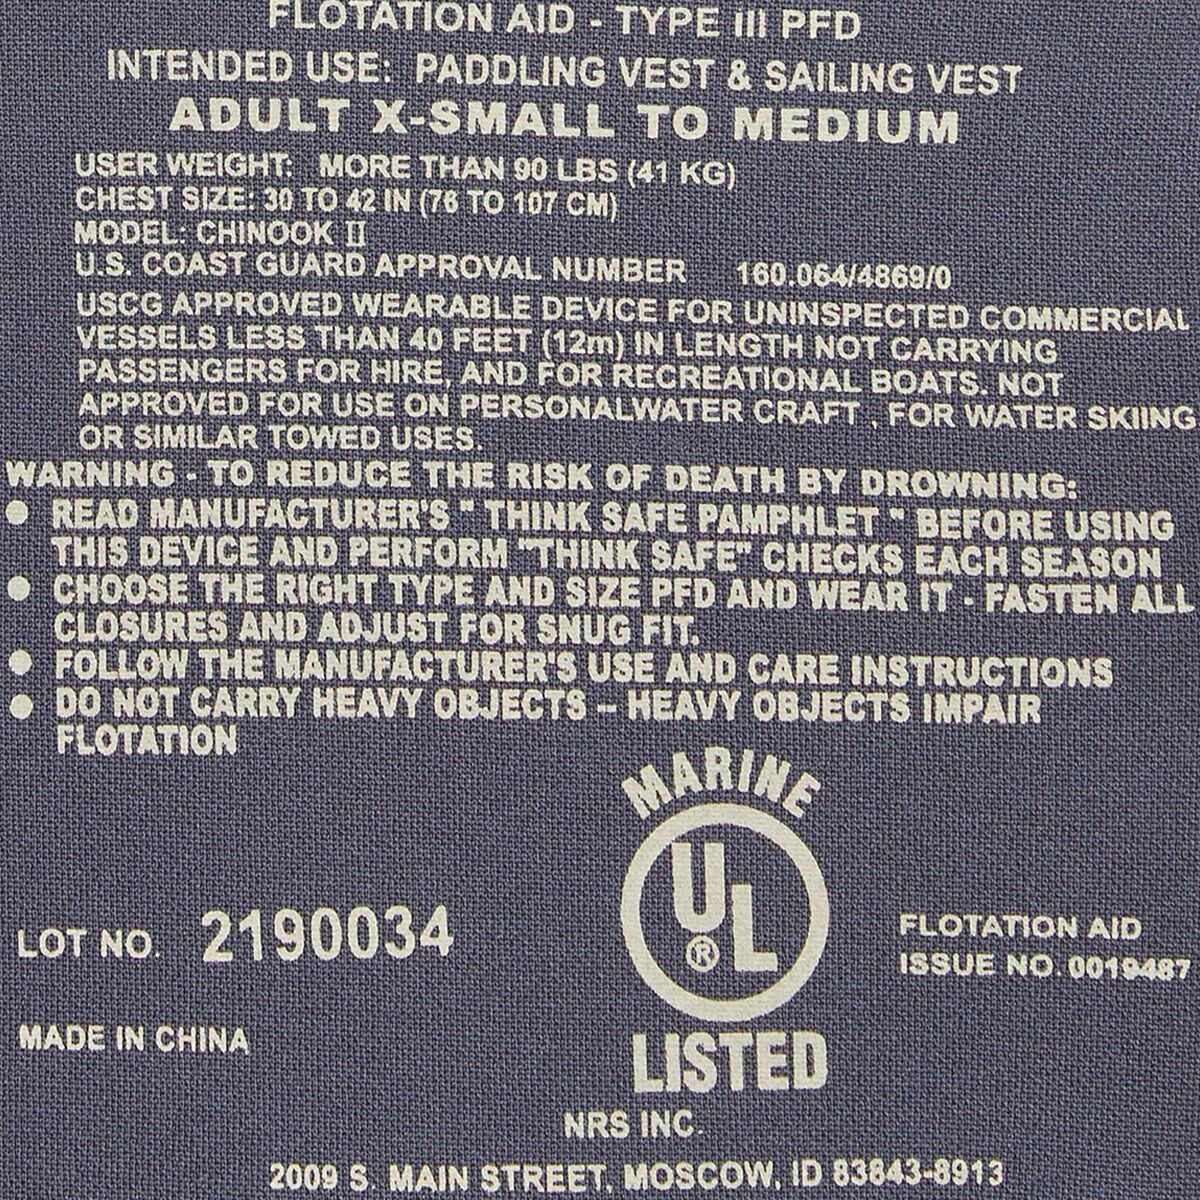 FLOTATION AID - TYPE III PFD
INTENDED USE: PADDLING VEST & SAILING VEST
ADULT X-SMALL TO MEDIUM
USER WEIGHT: MORE THAN 90 LBS (41 KG)
CHEST SIZE: 30 TO 42 IN (76 TO 107 CM)
MODEL: CHINOOK II
U.S. COAST GUARD APPROVAL NUMBER 160.064/4869/0
USCG APPROVED WEARABLE DEVICE FOR UNINSPECTED COMMERCIAL
VESSELS LESS THAN 40 FEET (12m) IN LENGTH NOT CARRYING
PASSENGERS FOR HIRE, AND FOR RECREATIONAL BOATS. NOT
APPROVED FOR USE ON PERSONALWATER CRAFT , FOR WATER SKIING
OR SIMILAR TOWED USES.
WARNING - TO REDUCE THE RISK OF DEATH BY DROWNING:
● READ MANUFACTURER'S " THINK SAFE PAMPHLET " BEFORE USING
THIS DEVICE AND PERFORM "THINK SAFE" CHECKS EACH SEASON
● CHOOSE THE RIGHT TYPE AND SIZE PFD AND WEAR IT - FASTEN ALL
CLOSURES AND ADJUST FOR SNUG FIT.
● FOLLOW THE MANUFACTURER'S USE AND CARE INSTRUCTIONS
● DO NOT CARRY HEAVY OBJECTS – HEAVY OBJECTS IMPAIR
FLOTATION
MARINE
UL ®
LISTED
LOT NO. 2190034
FLOTATION AID
ISSUE NO. 0019487
MADE IN CHINA
NRS INC.
2009 S. MAIN STREET, MOSCOW, ID 83843-8913